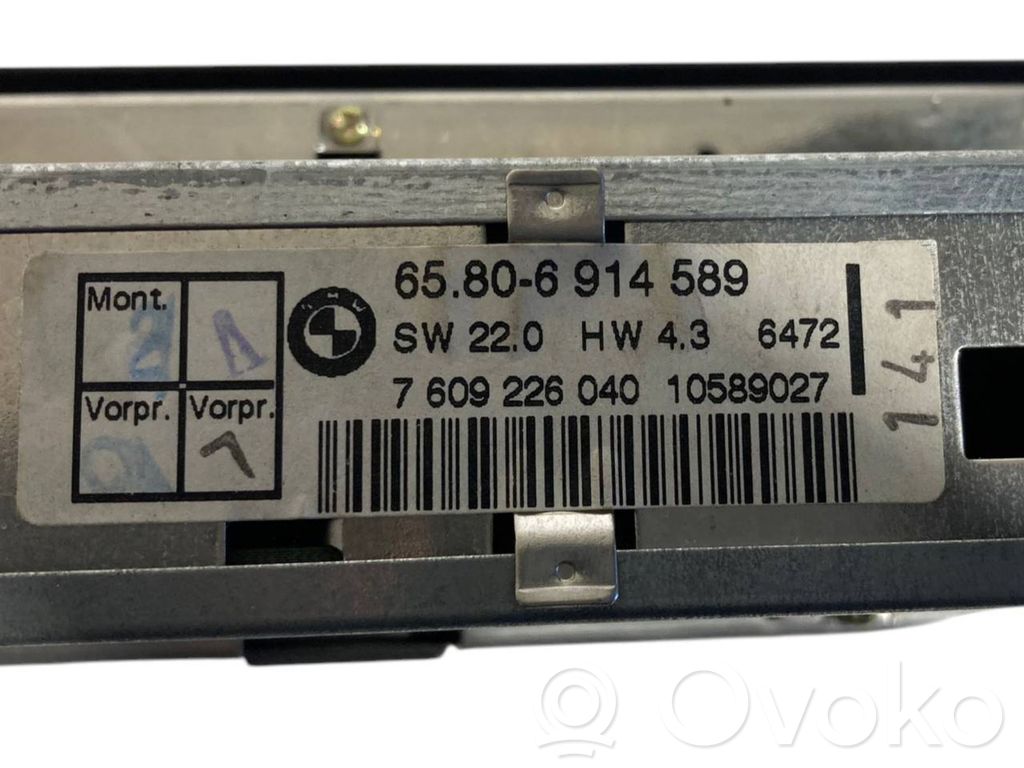 Mont.
Vorpr. Vorpr.
65.80-6 914 589
SW 22.0 HW 4.3 6472
7 609 226 040 10589027
141
BMW
Ovoko